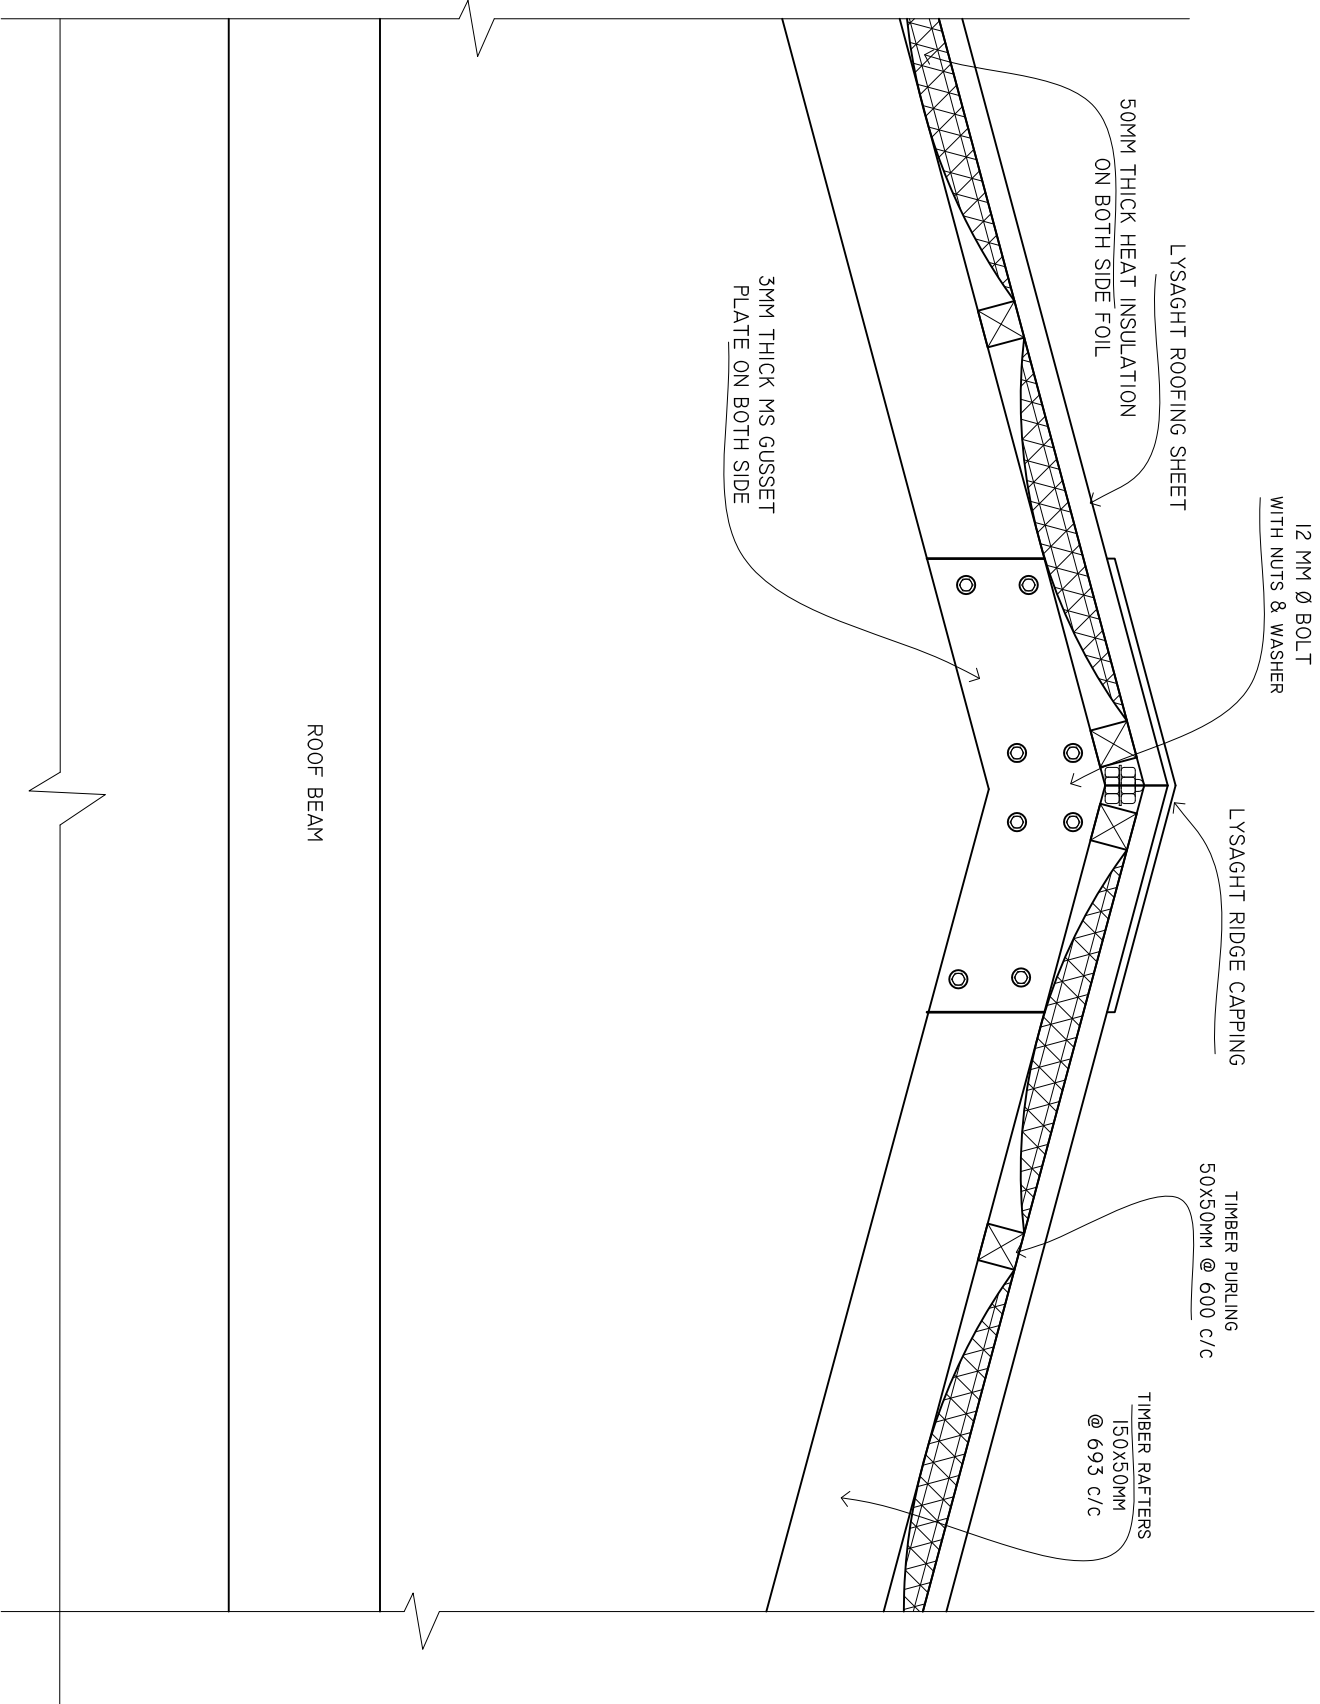 12 MM Ø BOLT
WITH NUTS & WASHER
LYSAGHT RIDGE CAPPING
TIMBER PURLING
50x50MM @ 600 C/C
LYSAGHT ROOFING SHEET
50MM THICK HEAT INSULATION
ON BOTH SIDE FOIL
TIMBER RAFTERS
150x50MM
@ 693 C/C
3MM THICK MS GUSSET
PLATE ON BOTH SIDE
ROOF BEAM